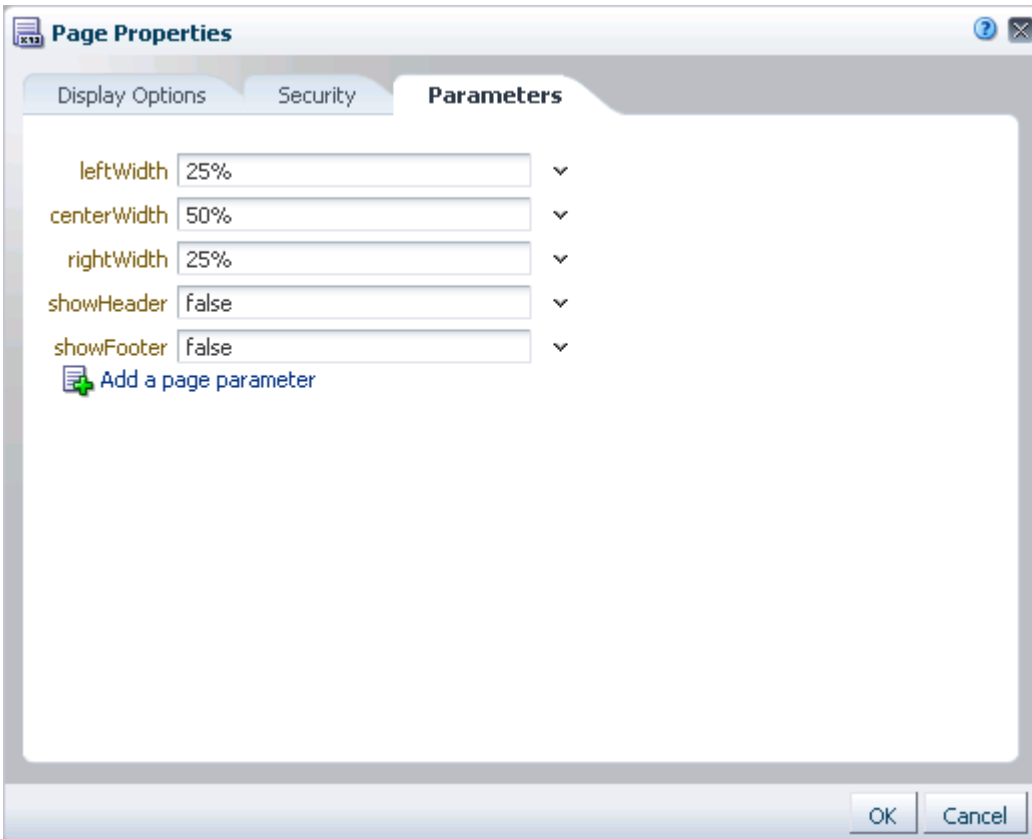 Page Properties
Display Options Security Parameters
leftWidth 25%
centerWidth 50%
rightWidth 25%
showHeader false
showFooter false
Add a page parameter
OK Cancel